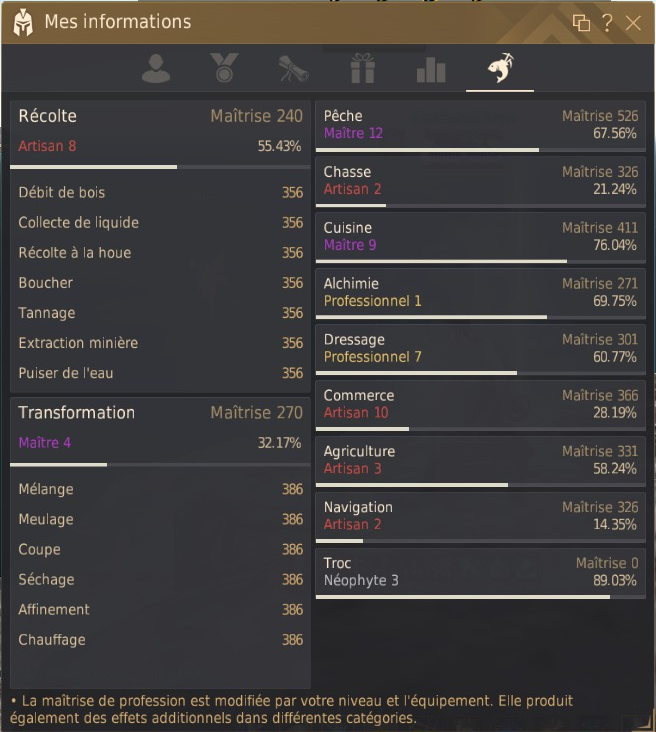 Mes informations
Récolte Maîtrise 240
Artisan 8 55.43%
Débit de bois 356
Collecte de liquide 356
Récolte à la houe 356
Boucher 356
Tannage 356
Extraction minière 356
Puiser de l'eau 356
Transformation Maîtrise 270
Maître 4 32.17%
Mélange 386
Meulage 386
Coupe 386
Séchage 386
Affinement 386
Chauffage 386
Pêche Maîtrise 526
Maître 12 67.56%
Chasse Maîtrise 326
Artisan 2 21.24%
Cuisine Maîtrise 411
Maître 9 76.04%
Alchimie Maîtrise 271
Professionnel 1 69.75%
Dressage Maîtrise 301
Professionnel 7 60.77%
Commerce Maîtrise 366
Artisan 10 28.19%
Agriculture Maîtrise 331
Artisan 3 58.24%
Navigation Maîtrise 326
Artisan 2 14.35%
Troc Maîtrise 0
Néophyte 3 89.03%
• La maîtrise de profession est modifiée par votre niveau et l'équipement. Elle produit
également des effets additionnels dans différentes catégories.